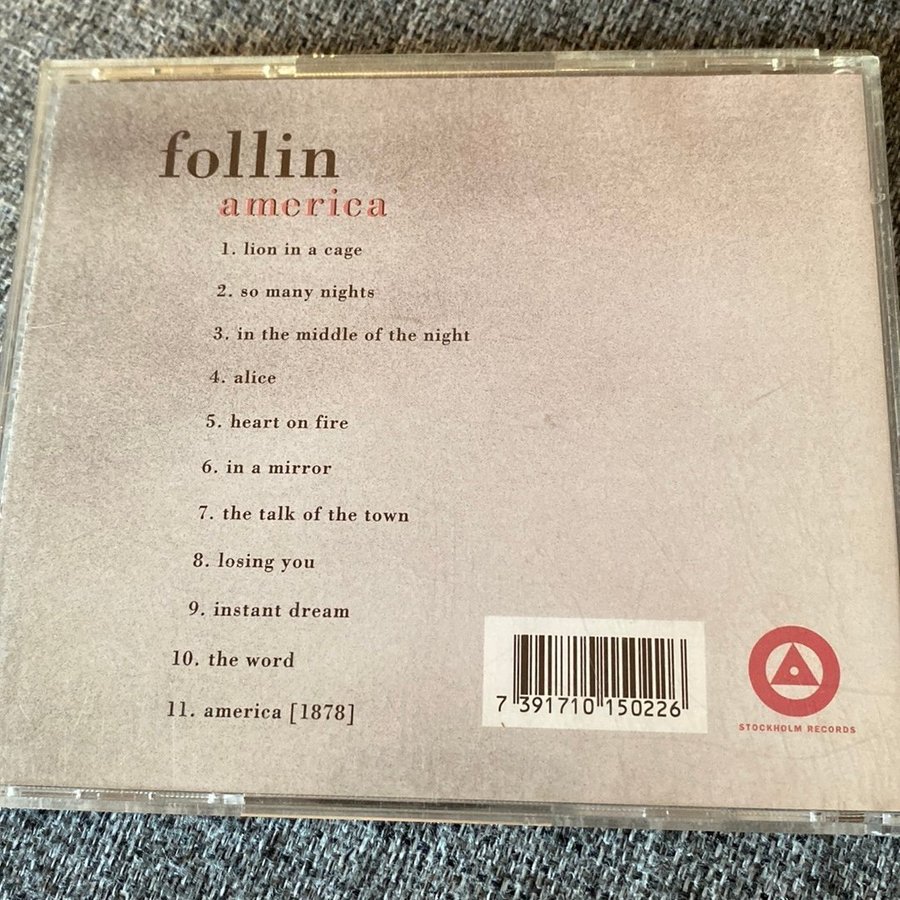 follin
america
1. lion in a cage
2. so many nights
3. in the middle of the night
4. alice
5. heart on fire
6. in a mirror
7. the talk of the town
8. losing you
9. instant dream
10. the word
11. america [1878]
7 391710 150226
STOCKHOLM RECORDS